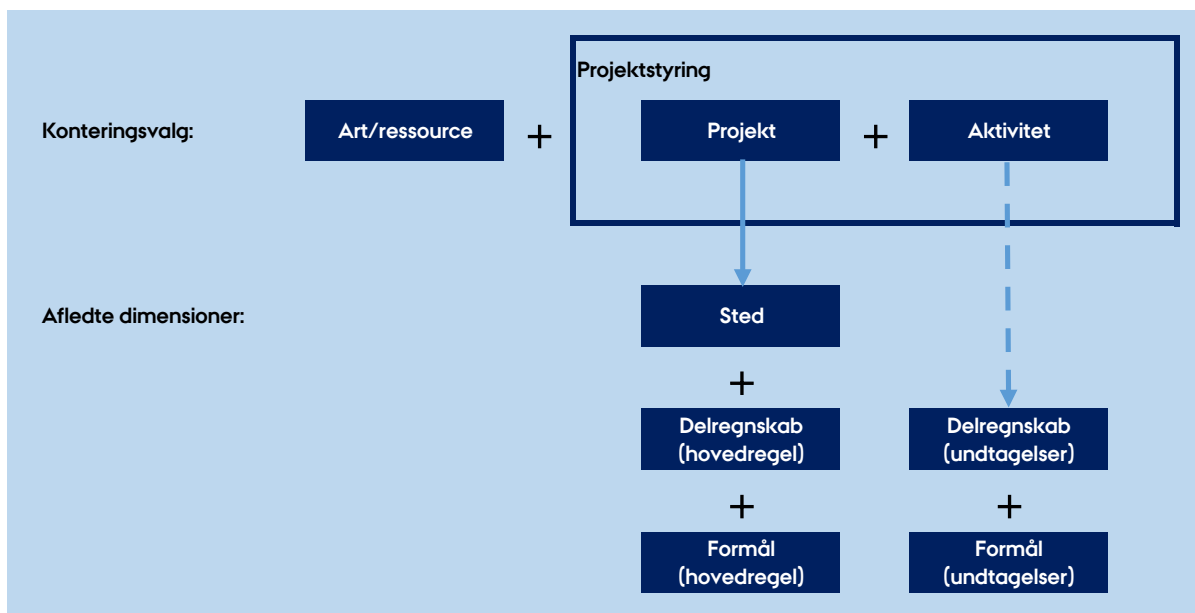 Projektstyring
Konteringsvalg:
Art/ressource
+
Projekt
+
Aktivitet
Afledte dimensioner:
Sted
+
Delregnskab
(hovedregel)
Delregnskab
(undtagelser)
+
+
Formål
(hovedregel)
Formål
(undtagelser)